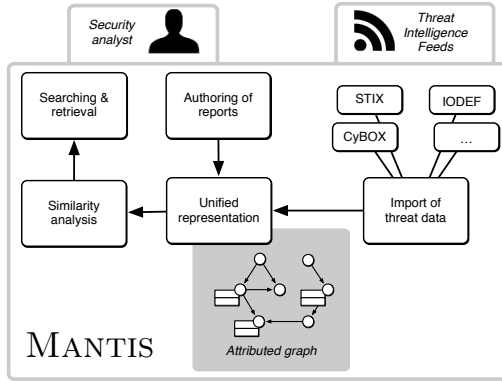 Security
analyst
Threat
Intelligence
Feeds
Searching &
retrieval
Authoring of
reports
STIX
IODEF
CyBOX
...
Similarity
analysis
Unified
representation
Import of
threat data
Attributed graph
MANTIS